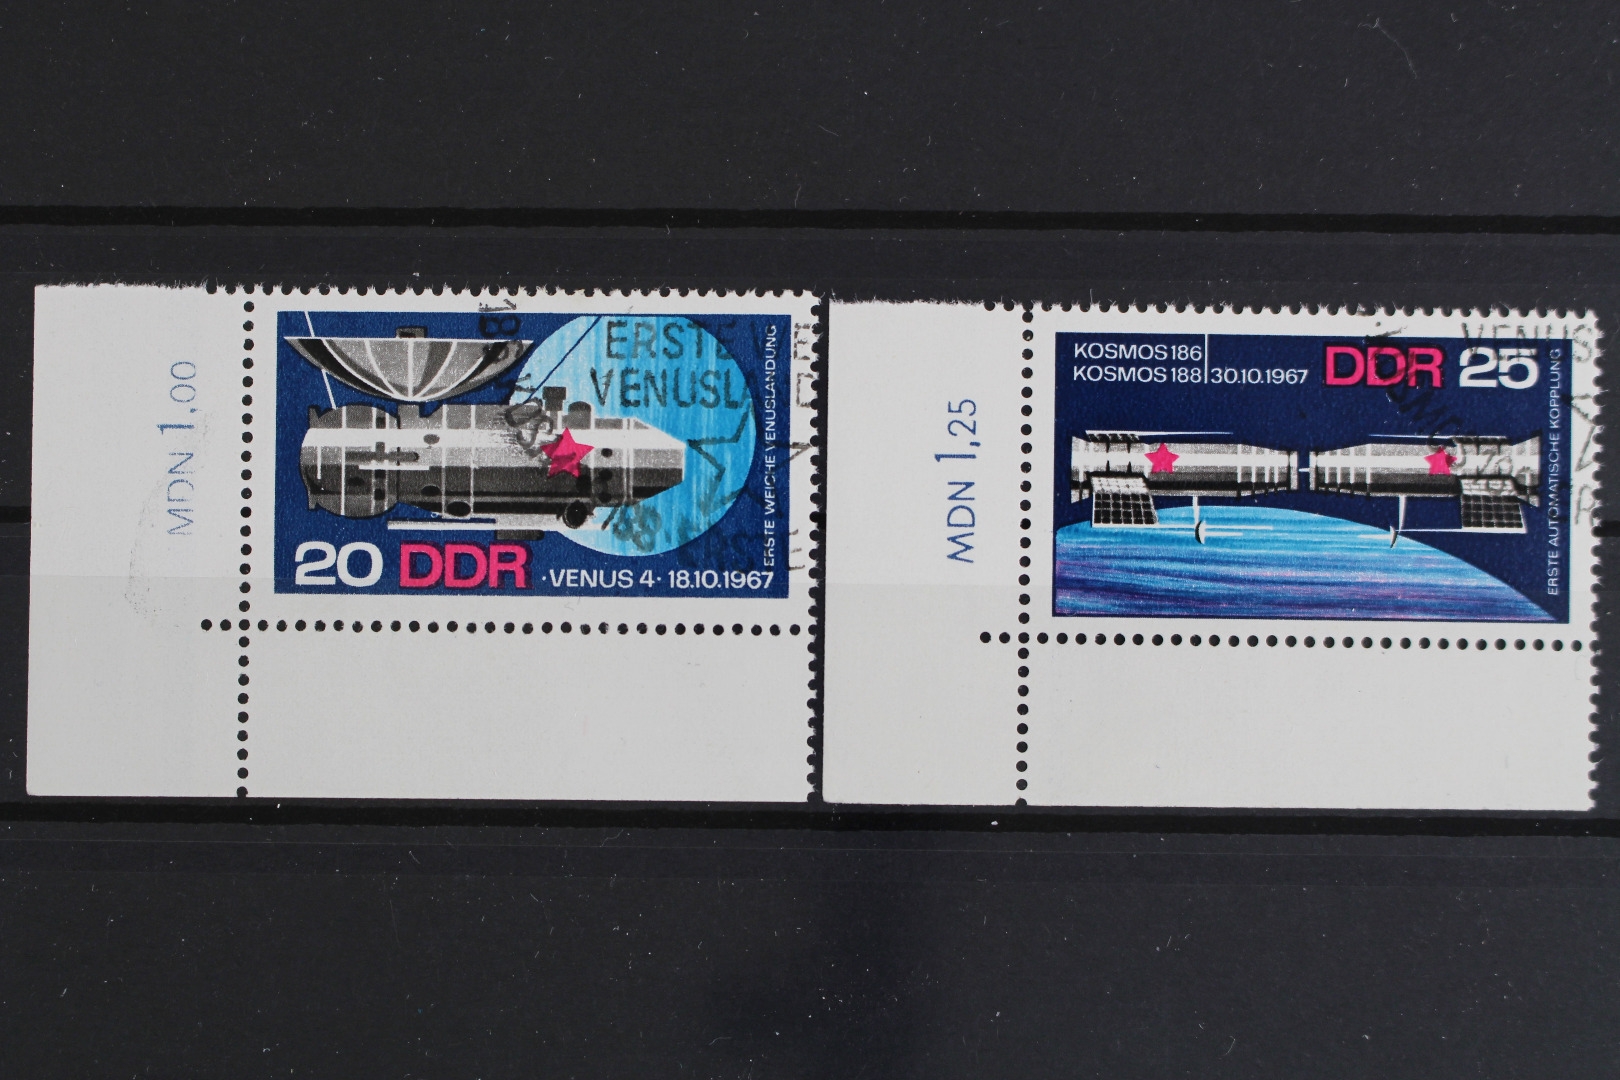 MDN 1,00
20 DDR · VENUS 4 · 18.10.1967
ERSTE WEICHE VENUSLANDUNG
ERSTE
VENUSL
MDN 1,25
KOSMOS 186
KOSMOS 188 30.10.1967
DDR 25
ERSTE AUTOMATISCHE KOPPLUNG
VENUS